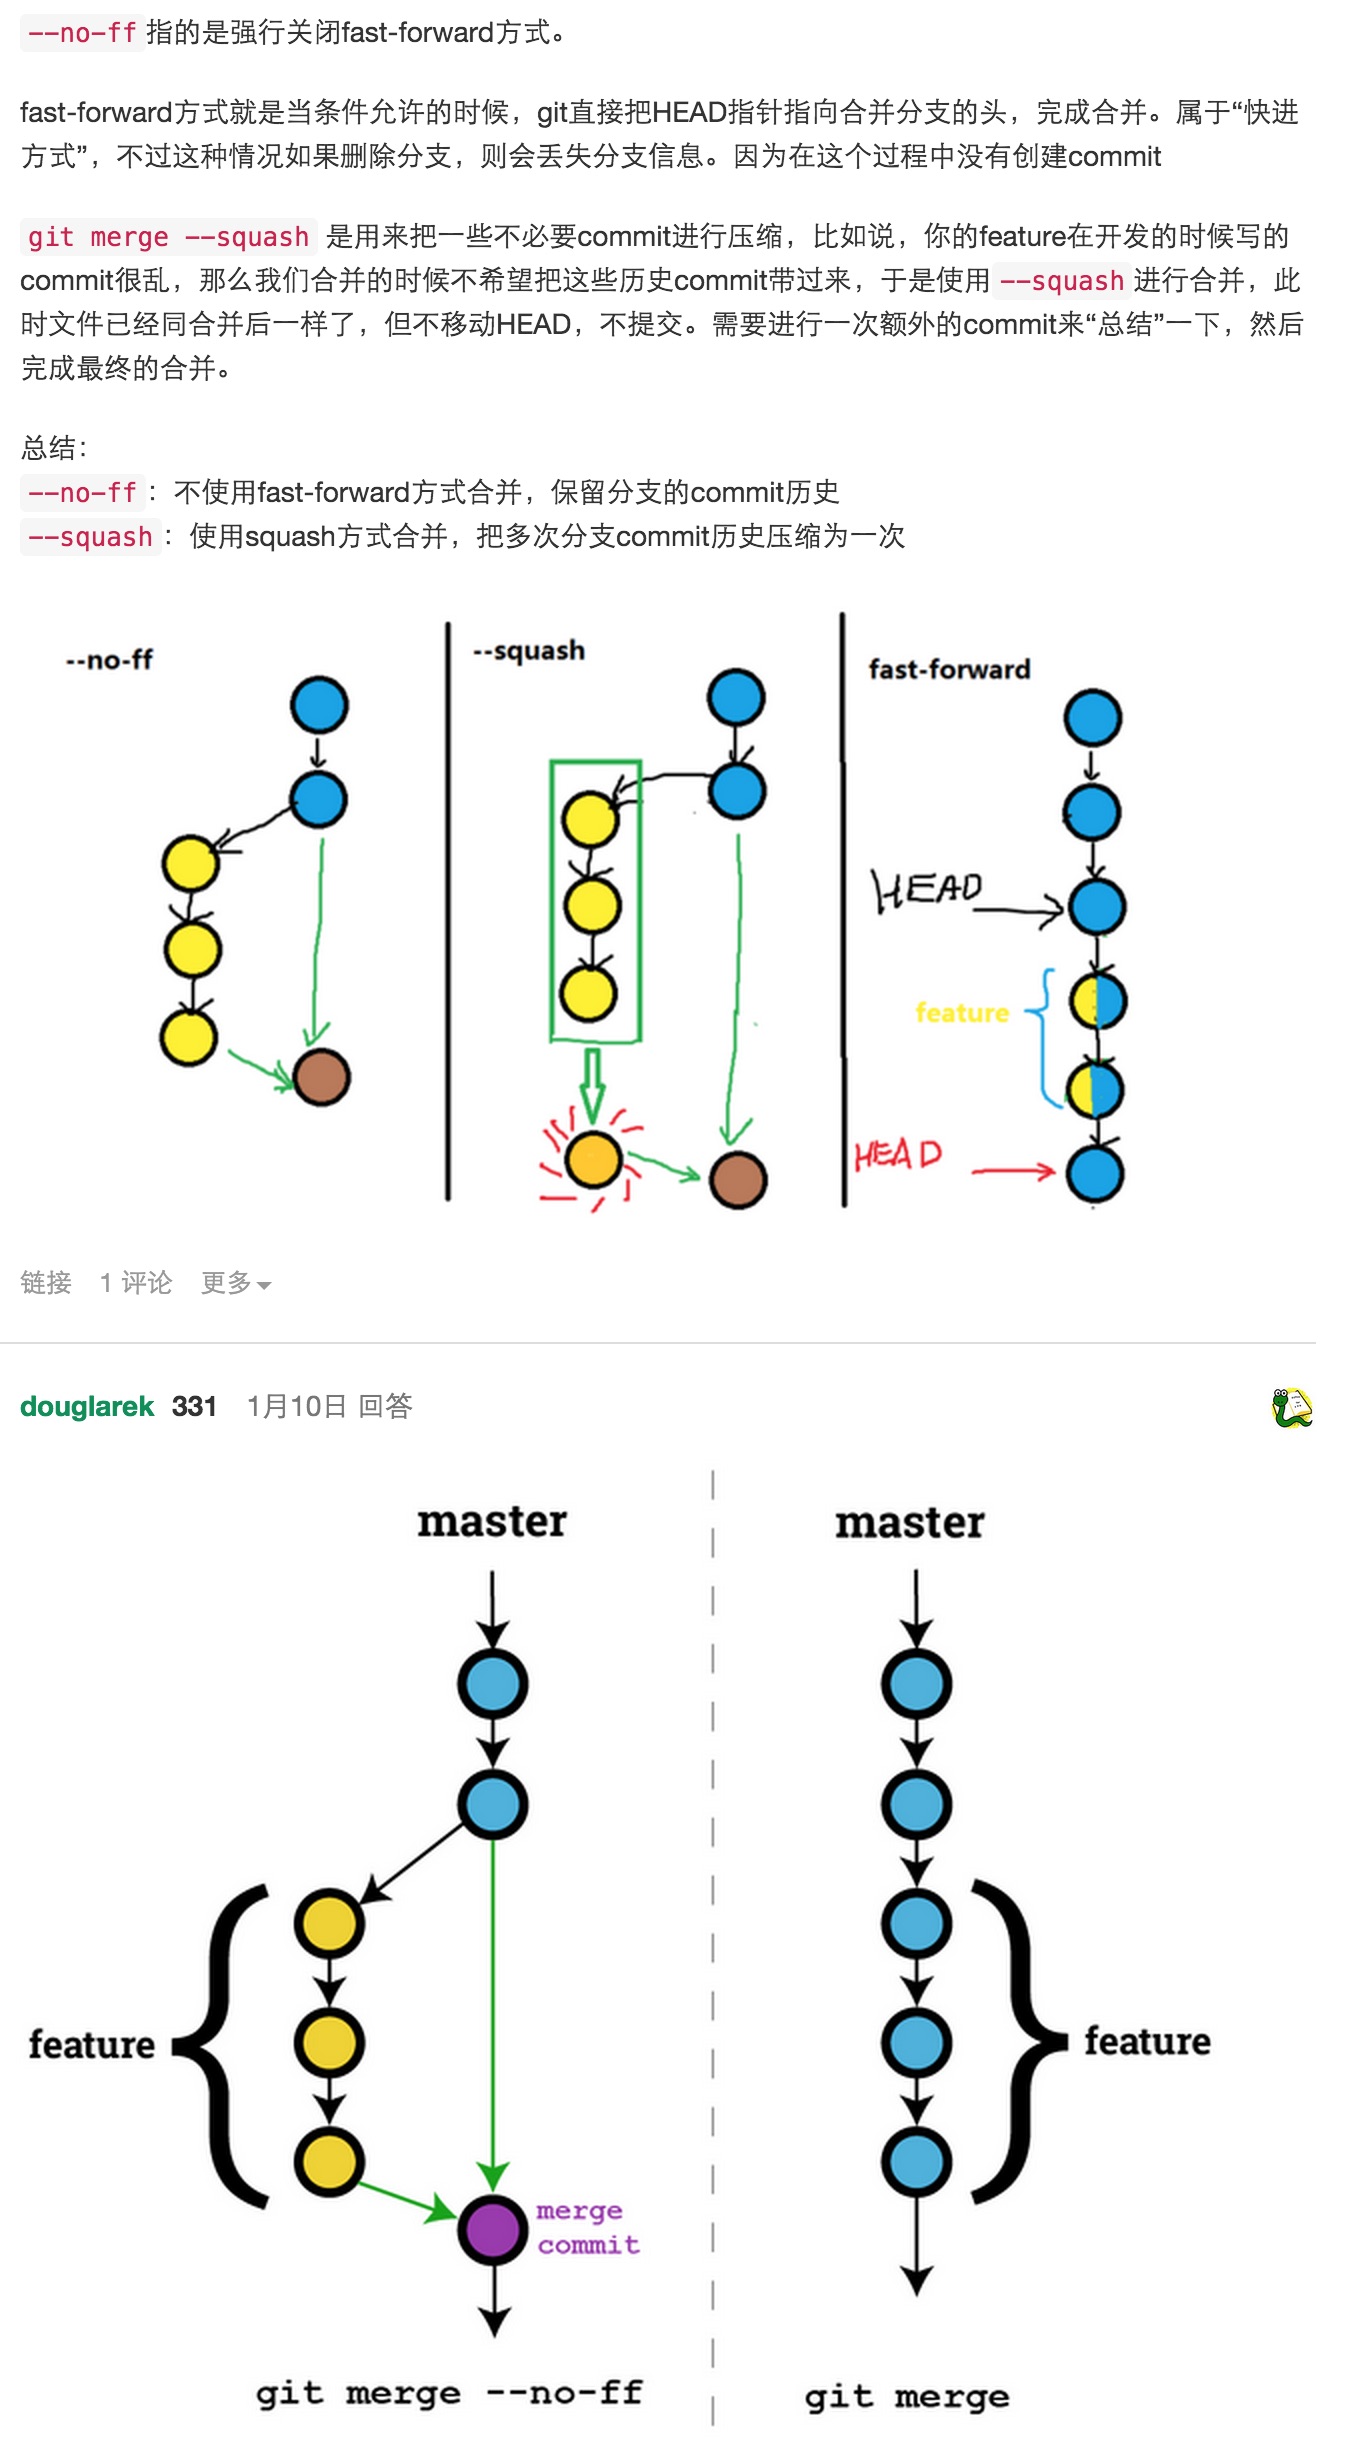 --no-ff指的是强行关闭fast-forward方式。
fast-forward方式就是当条件允许的时候，git直接把HEAD指针指向合并分支的头，完成合并。属于“快进
方式”，不过这种情况如果删除分支，则会丢失分支信息。因为在这个过程中没有创建commit
git merge --squash 是用来把一些不必要commit进行压缩，比如说，你的feature在开发的时候写的
commit很乱，那么我们合并的时候不希望把这些历史commit带过来，于是使用--squash进行合并，此
时文件已经同合并后一样了，但不移动HEAD，不提交。需要进行一次额外的commit来“总结”一下，然后
完成最终的合并。
总结：
--no-ff：不使用fast-forward方式合并，保留分支的commit历史
--squash：使用squash方式合并，把多次分支commit历史压缩为一次
--no-ff
--squash
fast-forward
HEAD
feature
HEAD
链接 1 评论 更多
douglarek 331 1月10日 回答
master
master
feature
feature
merge
commit
git merge --no-ff
git merge